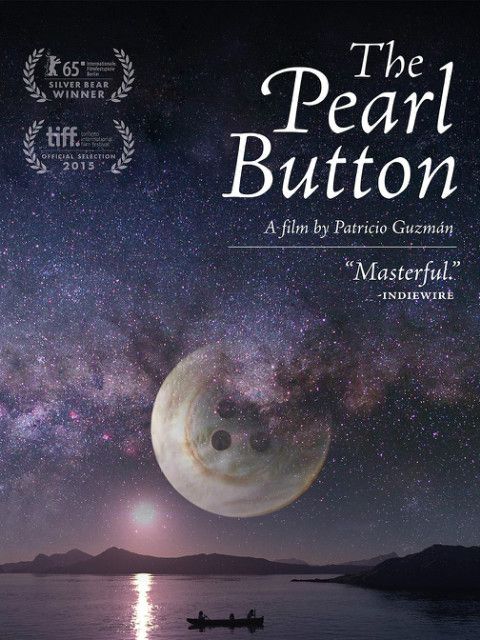 65
Internationale
Filmfestspiele
Berlin
SILVER BEAR
WINNER
tiff.
toronto
international
film festival
OFFICIAL SELECTION
2015
The
Pearl
Button
A film by Patricio Guzmán
“Masterful.”
-INDIEWIRE